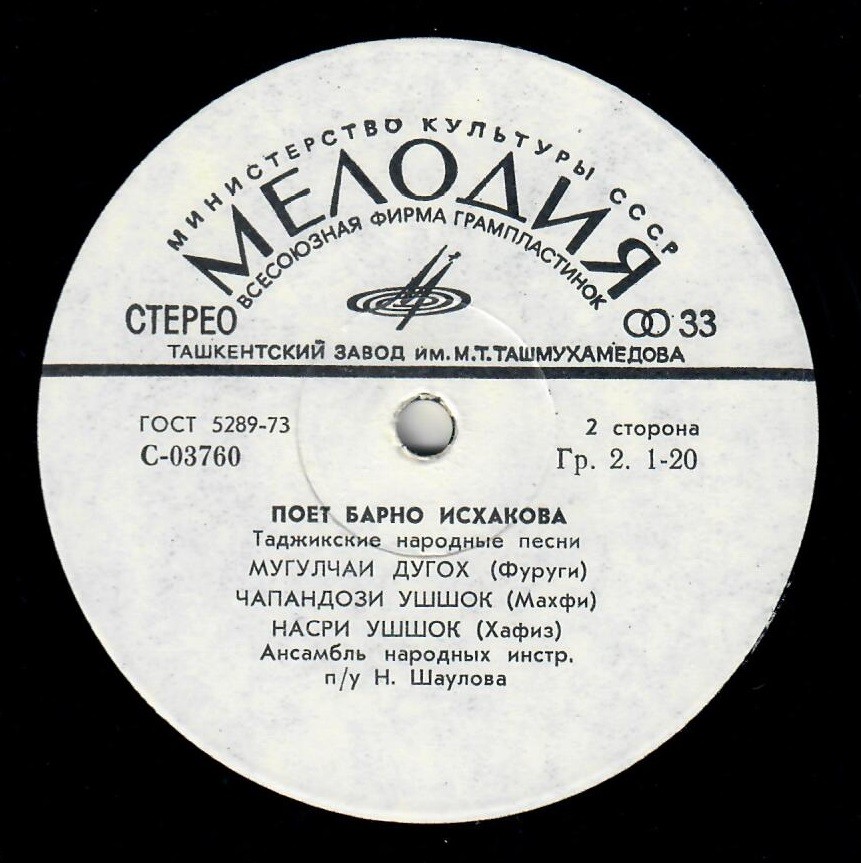 МИНИСТЕРСТВО КУЛЬТУРЫ СССР
МЕЛОДИЯ
ВСЕСОЮЗНАЯ ФИРМА ГРАМПЛАСТИНОК
СТЕРЕО 33
ТАШКЕНТСКИЙ ЗАВОД им. М.Т.ТАШМУХАМЕДОВА
ГОСТ 5289-73 2 сторона
С-03760 Гр. 2. 1-20
ПОЕТ БАРНО ИСХАКОВА
Таджикские народные песни
МУГУЛЧАИ ДУГОХ (Фуруги)
ЧАПАНДОЗИ УШШОК (Махфи)
НАСРИ УШШОК (Хафиз)
Ансамбль народных инстр.
п/у Н. Шаулова